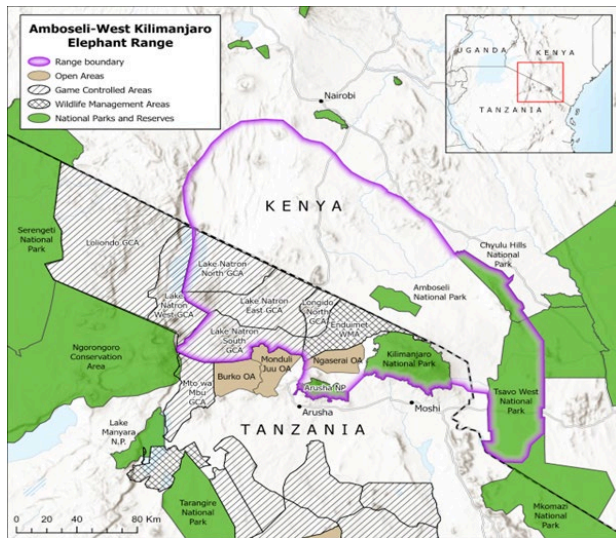 Amboseli-West Kilimanjaro
Elephant Range
Range boundary
Open Areas
Game Controlled Areas
Wildlife Management Areas
National Parks and Reserves
UGANDA
KENYA
TANZANIA
Nairobi
KENYA
Serengeti
National
Park
Loliondo GCA
Lake Natron
North GCA
Chyulu Hills
National
Park
Amboseli
National Park
Lake
Natron
West GCA
Lake Natron
East GCA
Longido
North
GCA
Enduimet
WMA
Lake Natron
South
GCA
Ngorongoro
Conservation
Area
Monduli
Juu OA
Ngaserai OA
Kilimanjaro
National Park
Burko OA
Mto wa
Mbu
GCA
Arusha NP
Tsavo West
National
Park
Arusha
Moshi
Lake
Manyara
N.P.
TANZANIA
Tarangire
National
Park
Mkomazi
National Park
0 20 40 80 Km